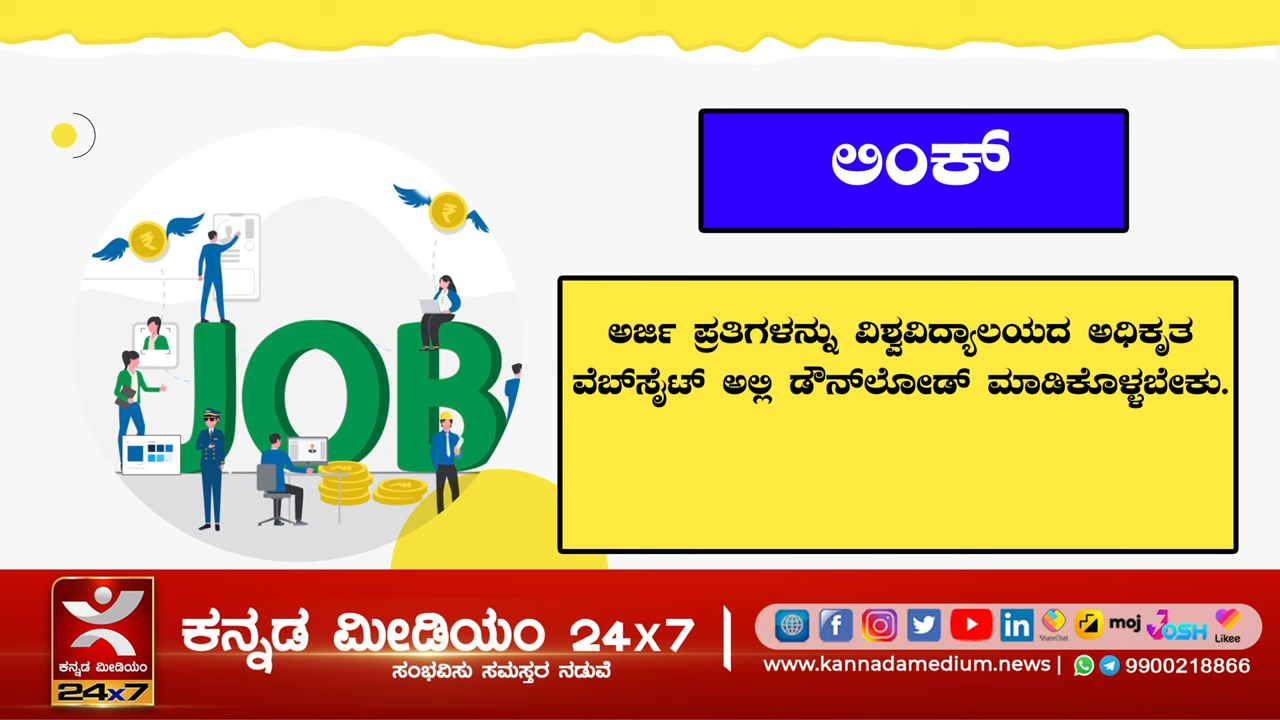 ಲಿಂಕ್
ಅರ್ಜಿ ಪ್ರತಿಗಳನ್ನು ವಿಶ್ವವಿದ್ಯಾಲಯದ ಅಧಿಕೃತ
ವೆಬ್‌ಸೈಟ್ ಅಲ್ಲಿ ಡೌನ್‌ಲೋಡ್ ಮಾಡಿಕೊಳ್ಳಬೇಕು.
JOB
ಕನ್ನಡ ಮೀಡಿಯಂ
24x7
ಕನ್ನಡ ಮೀಡಿಯಂ 24x7
ಸಂಭವಿಸು ಸಮಸ್ತರ ನಡುವೆ
ShareChat moj JOSH Likee
www.kannadamedium.news | 9900218866